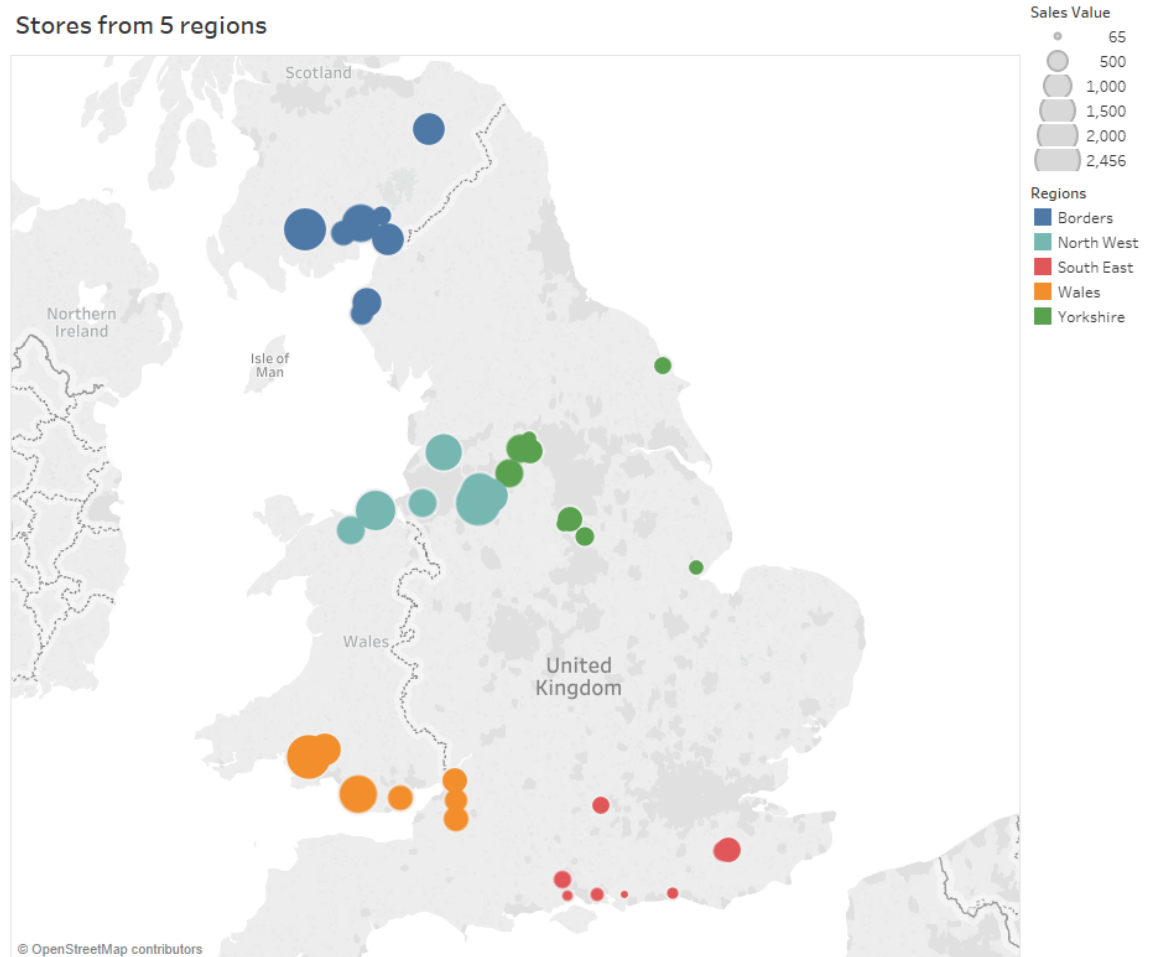 Stores from 5 regions
Scotland
Northern
Ireland
Isle of
Man
Wales
United
Kingdom
© OpenStreetMap contributors
Sales Value
65
500
1,000
1,500
2,000
2,456
Regions
Borders
North West
South East
Wales
Yorkshire